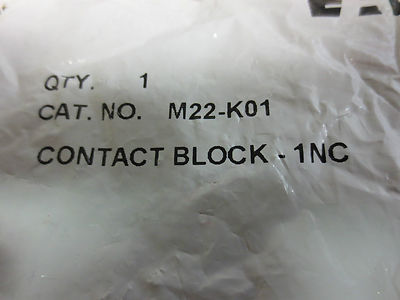 QTY. 1
CAT. NO. M22-K01
CONTACT BLOCK - 1NC